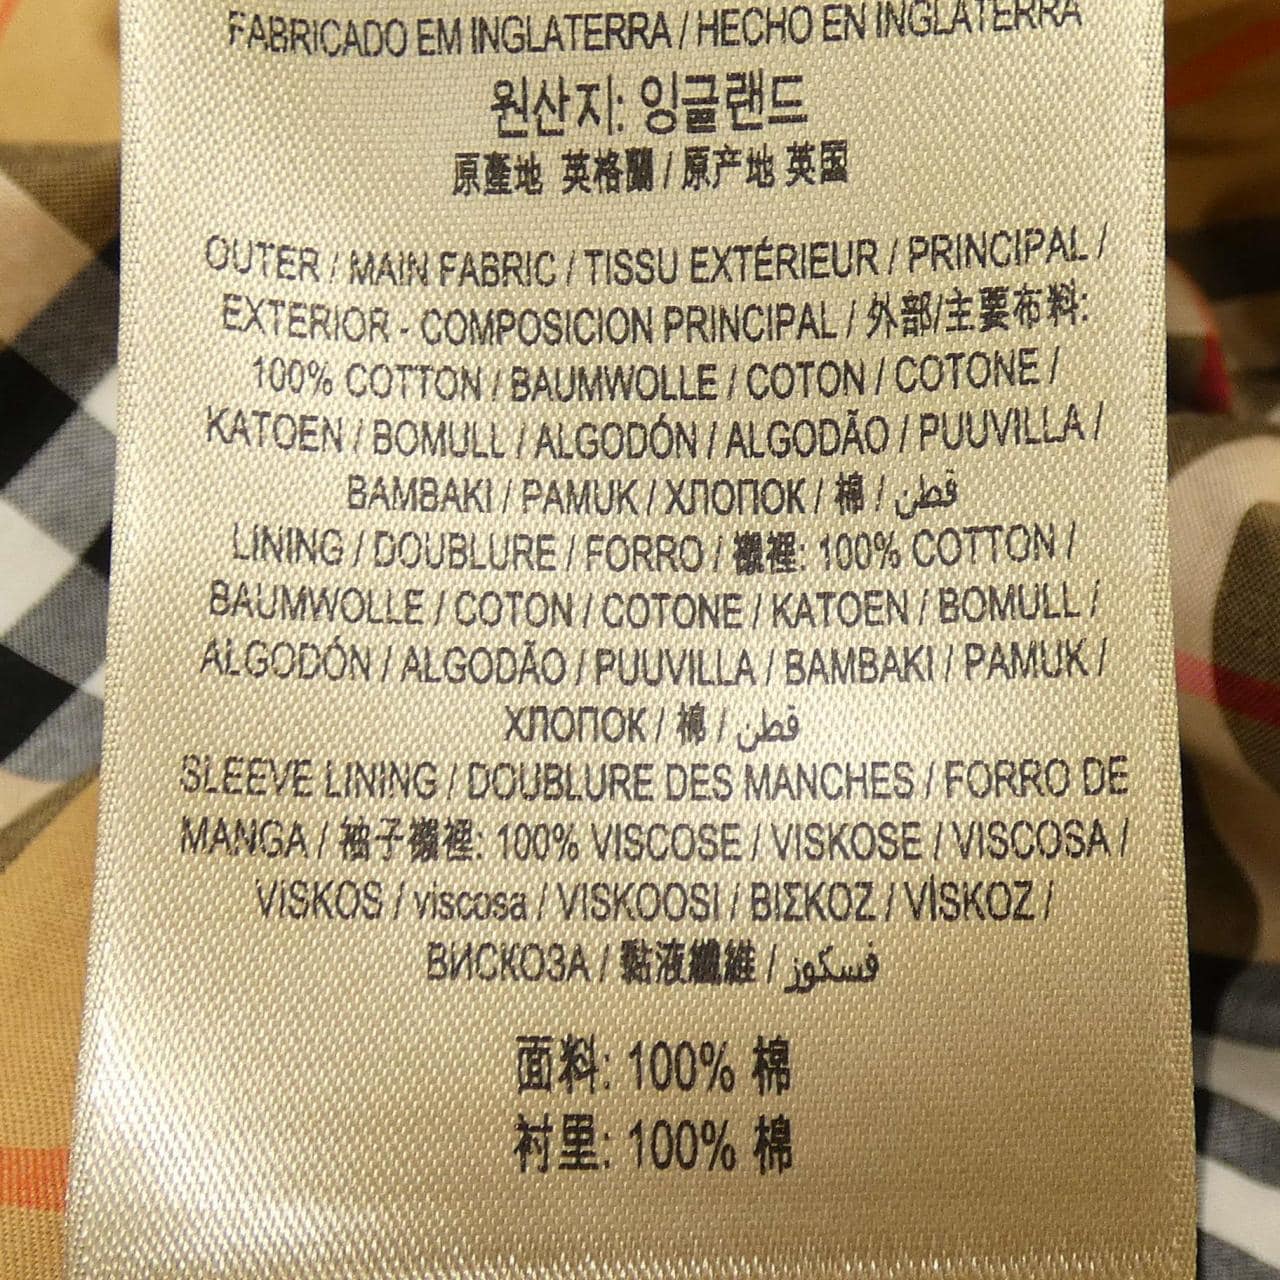 FABRICADO EM INGLATERRA / HECHO EN INGLATERRA
원산지: 잉글랜드
原產地 英格蘭 / 原产地 英国
OUTER / MAIN FABRIC / TISSU EXTÉRIEUR / PRINCIPAL /
EXTERIOR - COMPOSICION PRINCIPAL / 外部/主要布料:
100% COTTON / BAUMWOLLE / COTON / COTONE /
KATOEN / BOMULL / ALGODÓN / ALGODÃO / PUUVILLA /
BAMBAKI / PAMUK / ХЛОПОК / 棉 / قطن
LINING / DOUBLURE / FORRO / 襯裡: 100% COTTON /
BAUMWOLLE / COTON / COTONE / KATOEN / BOMULL /
ALGODÓN / ALGODÃO / PUUVILLA / BAMBAKI / PAMUK /
ХЛОПОК / 棉 / قطن
SLEEVE LINING / DOUBLURE DES MANCHES / FORRO DE
MANGA / 袖子襯裡: 100% VISCOSE / VISKOSE / VISCOSA /
VISKOS / viscosa / VISKOOSI / ΒΙΣΚΟΖ / VİSKOZ /
ВИСКОЗА / 黏液纖維 / فسكوز
面料: 100% 棉
衬里: 100% 棉